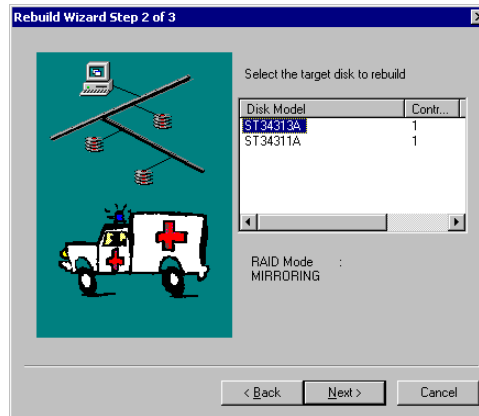 Rebuild Wizard Step 2 of 3
Select the target disk to rebuild
Disk Model Contr...
ST34313A 1
ST34311A 1
RAID Mode :
MIRRORING
< Back Next > Cancel